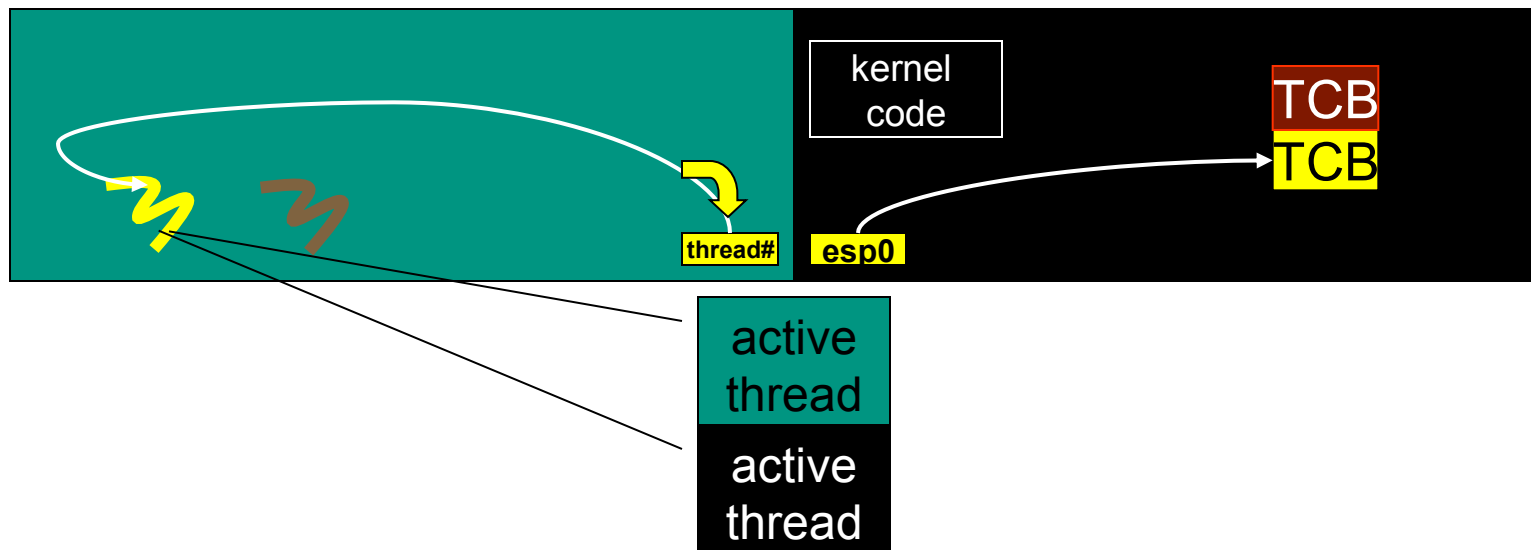 kernel
code
TCB
TCB
thread#
esp0
active
thread
active
thread